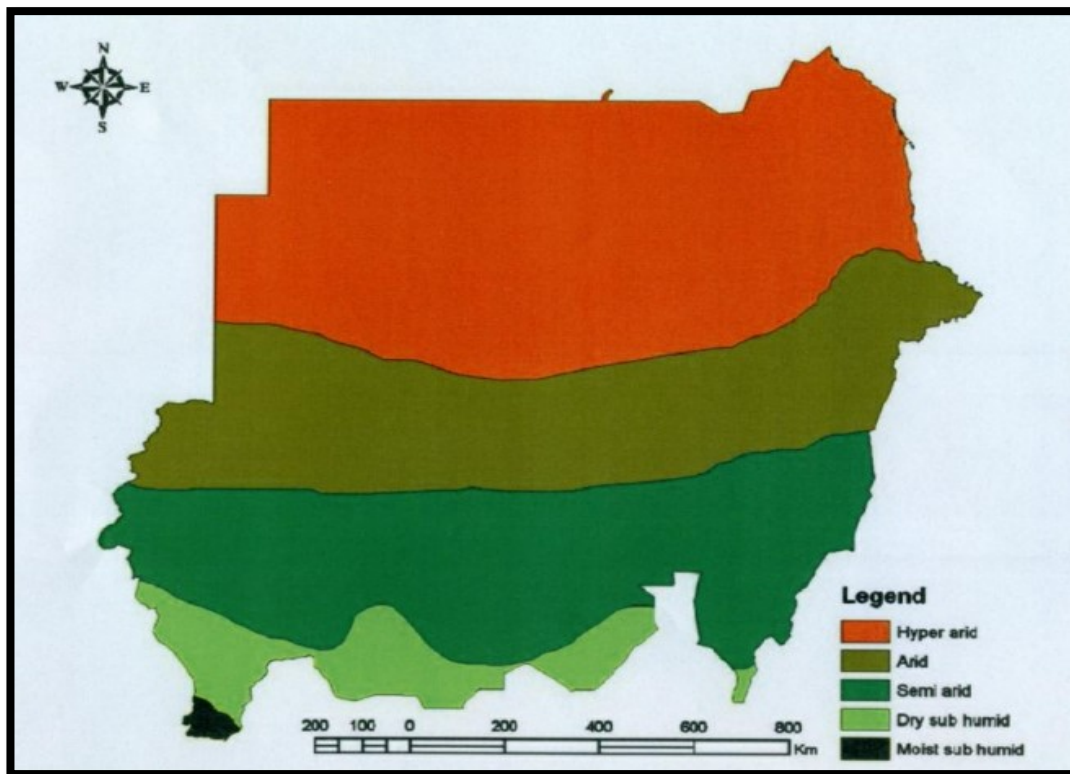 N
W E
S
Legend
Hyper arid
Arid
Semi arid
Dry sub humid
Moist sub humid
200 100 0 200 400 600 800
Km